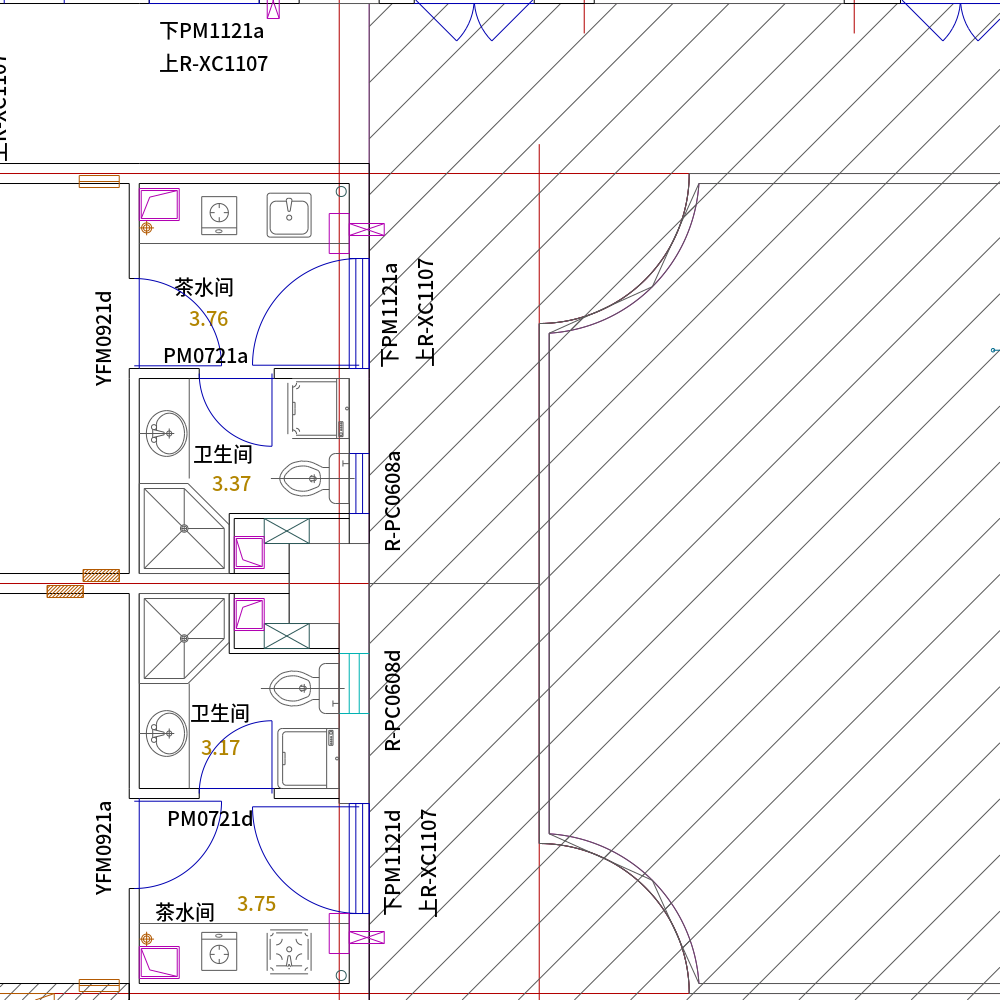 下PM1121a
上R-XC1107
上R-XC1107
茶水间
3.76
PM0721a
YFM0921d
下PM1121a
上R-XC1107
卫生间
3.37
R-PC0608a
卫生间
3.17
R-PC0608d
PM0721d
YFM0921a
下PM1121d
上R-XC1107
茶水间
3.75